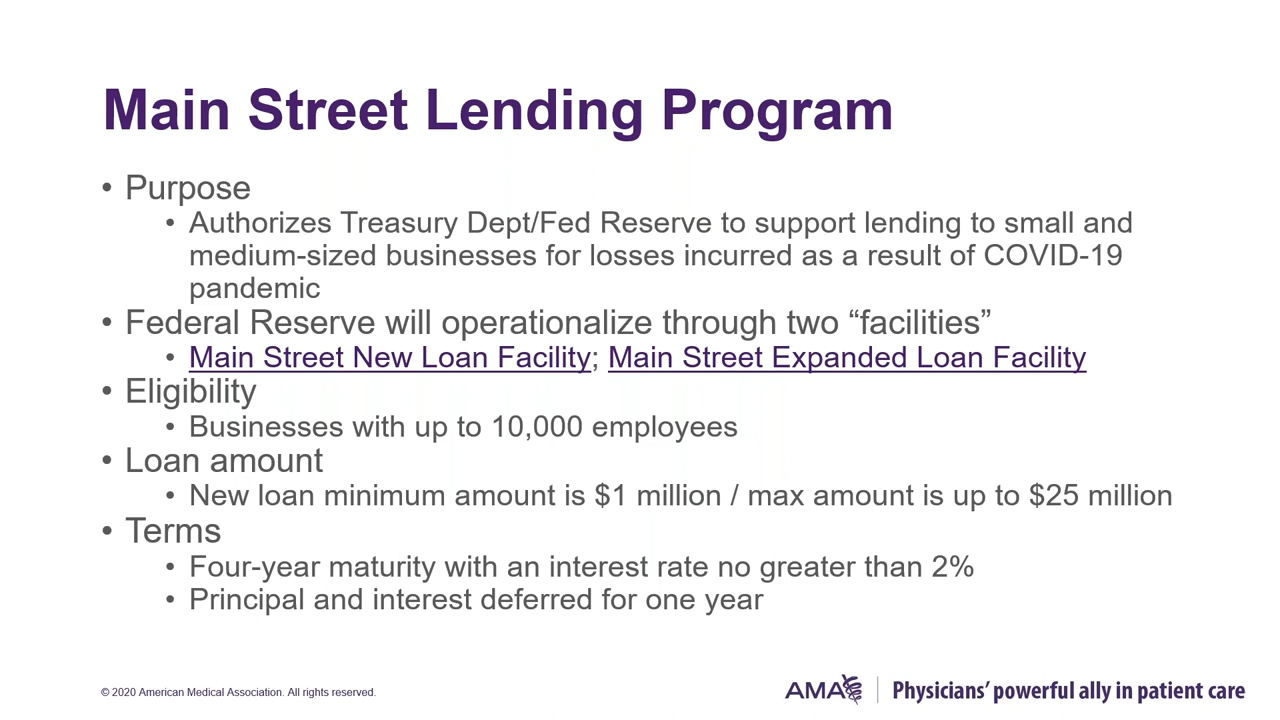 Main Street Lending Program
• Purpose
• Authorizes Treasury Dept/Fed Reserve to support lending to small and
medium-sized businesses for losses incurred as a result of COVID-19
pandemic
• Federal Reserve will operationalize through two “facilities”
• Main Street New Loan Facility; Main Street Expanded Loan Facility
• Eligibility
• Businesses with up to 10,000 employees
• Loan amount
• New loan minimum amount is $1 million / max amount is up to $25 million
• Terms
• Four-year maturity with an interest rate no greater than 2%
• Principal and interest deferred for one year
© 2020 American Medical Association. All rights reserved.
AMA Physicians’ powerful ally in patient care